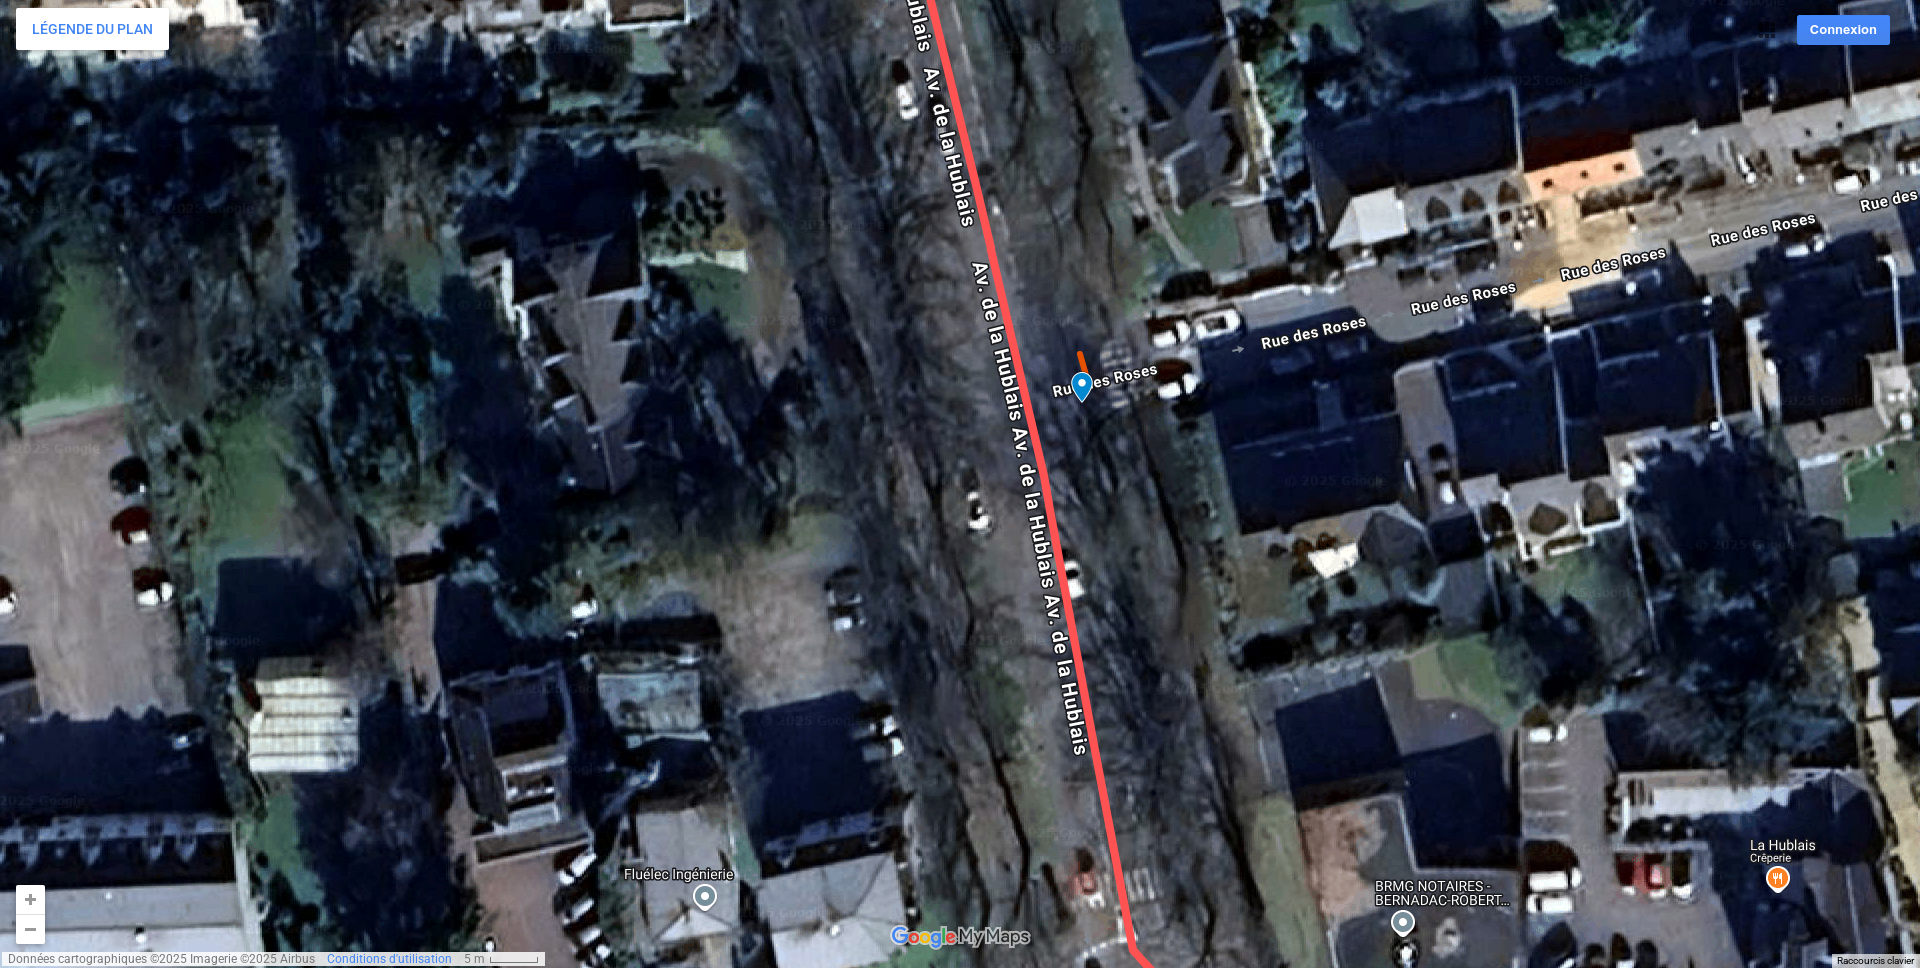 LÉGENDE DU PLAN
Connexion
ublais
Av. de la Hublais
Av. de la Hublais
Av. de la Hublais
Av. de la Hublais
Rue des Roses
Rue des Roses
Rue des Roses
Rue des Roses
Rue des Roses
Rue des
Fluélec Ingénierie
La Hublais
Crêperie
BRMG NOTAIRES -
BERNADAC-ROBERT...
Google My Maps
Données cartographiques ©2025 Imagerie ©2025 Airbus
Conditions d'utilisation
5 m
Raccourcis clavier